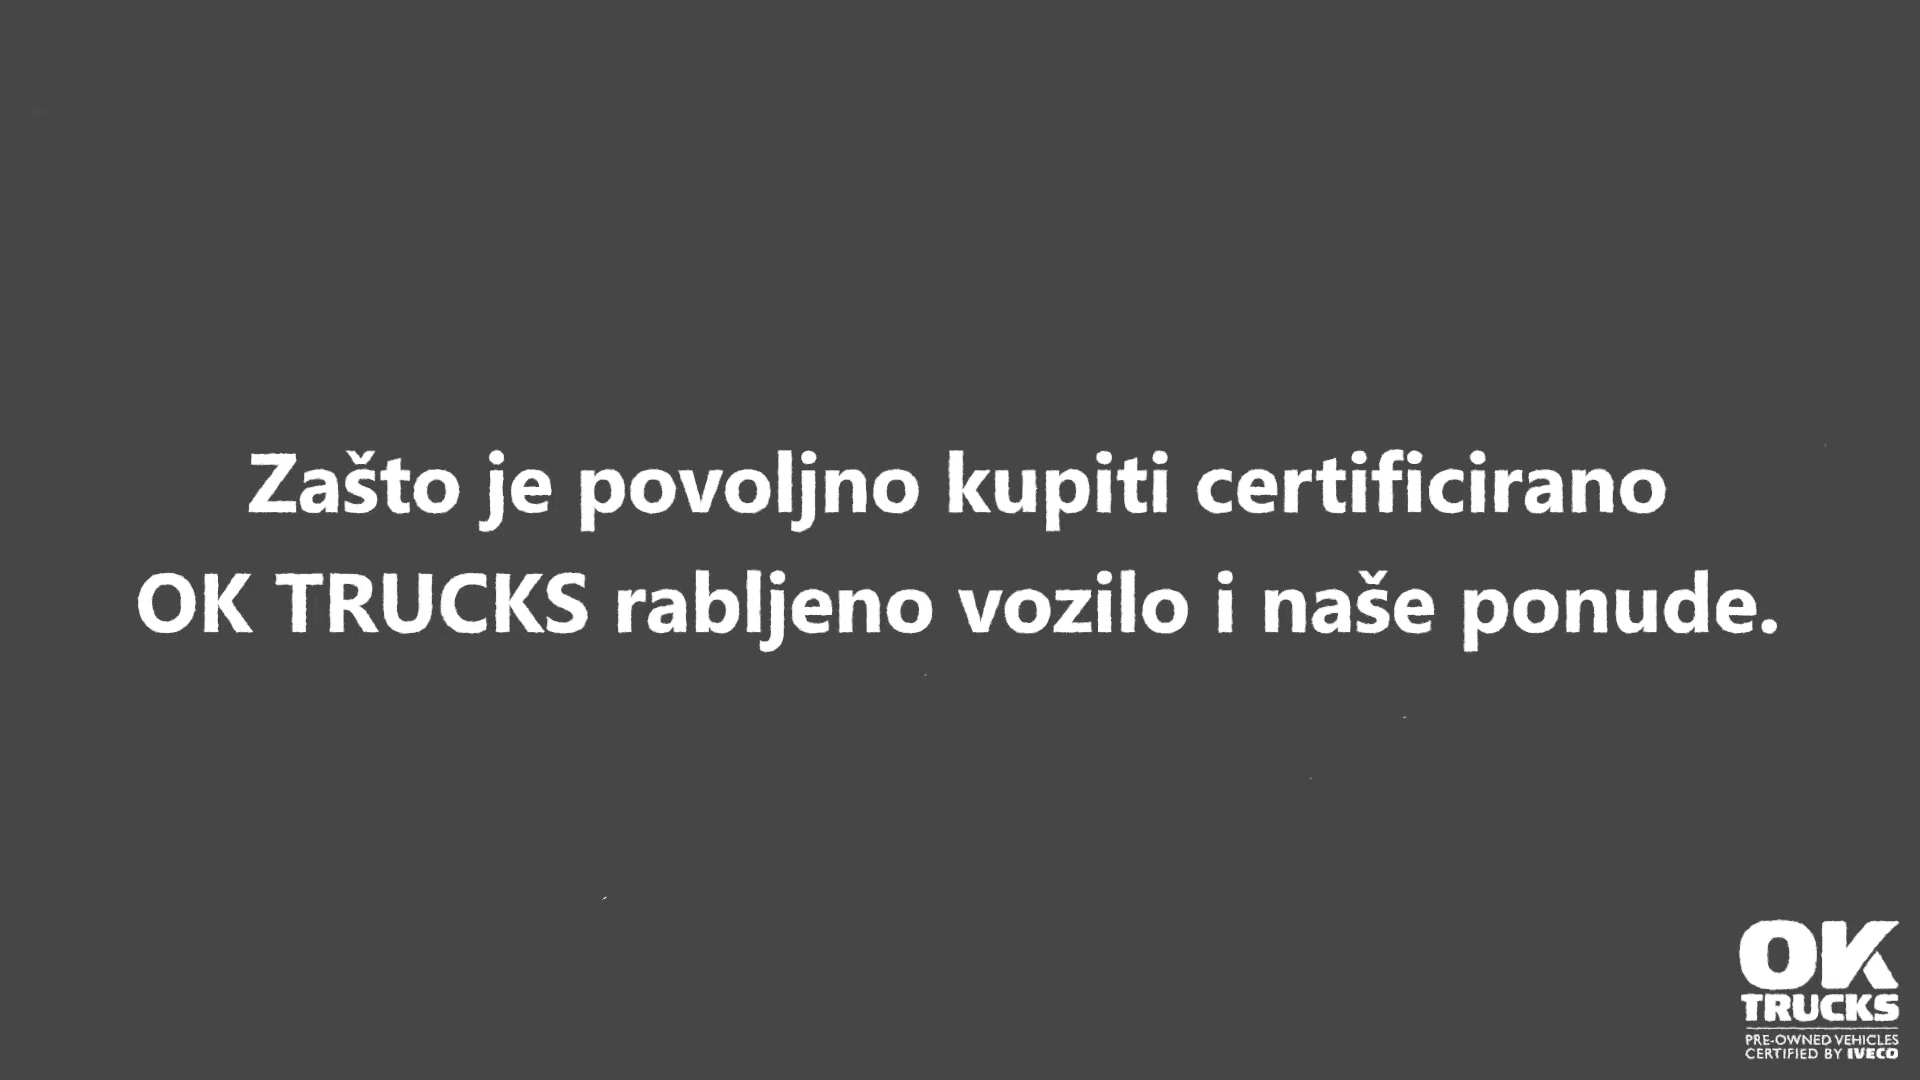 Zašto je povoljno kupiti certificirano
OK TRUCKS rabljeno vozilo i naše ponude.
OK
TRUCKS
PRE-OWNED VEHICLES
CERTIFIED BY IVECO